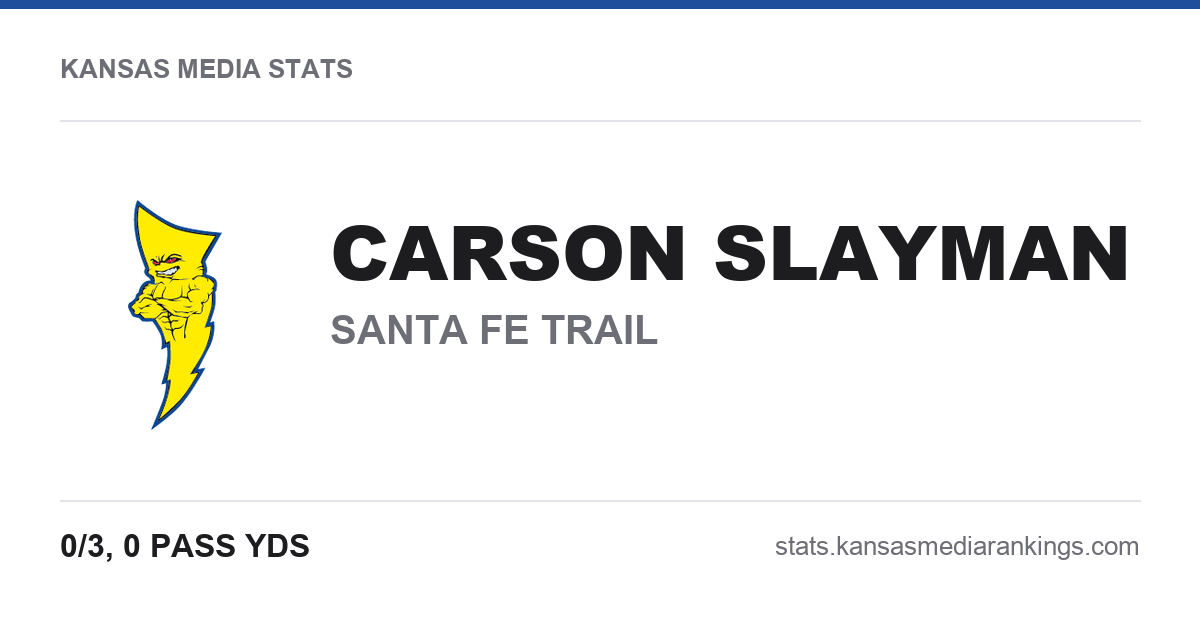 KANSAS MEDIA STATS
CARSON SLAYMAN
SANTA FE TRAIL
0/3, 0 PASS YDS
stats.kansasmediarankings.com